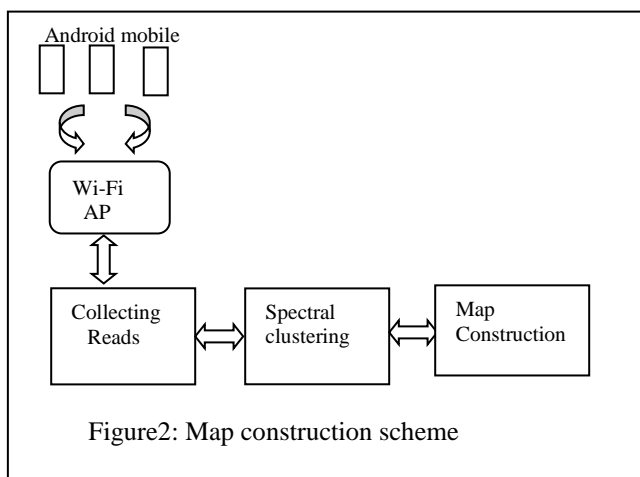 Android mobile
Wi-Fi
AP
Collecting
Reads
Spectral
clustering
Map
Construction
Figure2: Map construction scheme